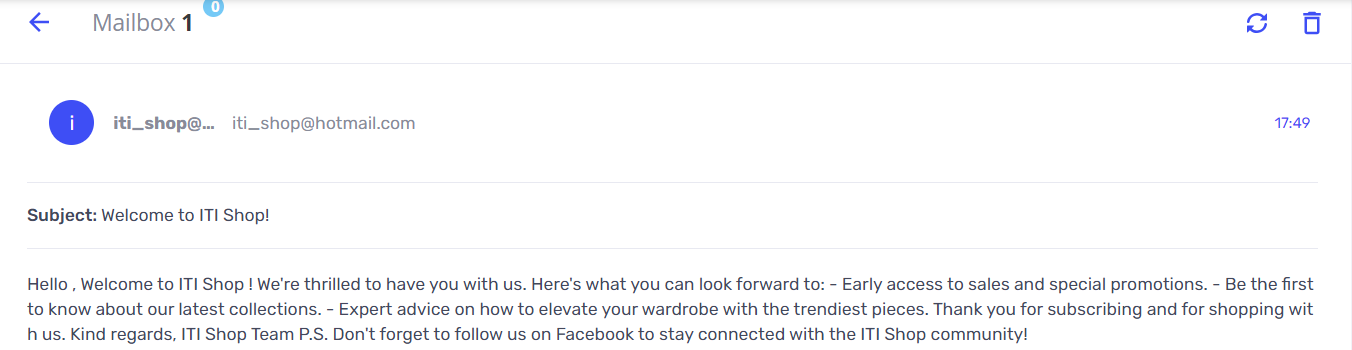 Mailbox 1 0
i iti_shop@... iti_shop@hotmail.com 17:49
Subject: Welcome to ITI Shop!
Hello , Welcome to ITI Shop ! We're thrilled to have you with us. Here's what you can look forward to: - Early access to sales and special promotions. - Be the first
to know about our latest collections. - Expert advice on how to elevate your wardrobe with the trendiest pieces. Thank you for subscribing and for shopping wit
h us. Kind regards, ITI Shop Team P.S. Don't forget to follow us on Facebook to stay connected with the ITI Shop community!